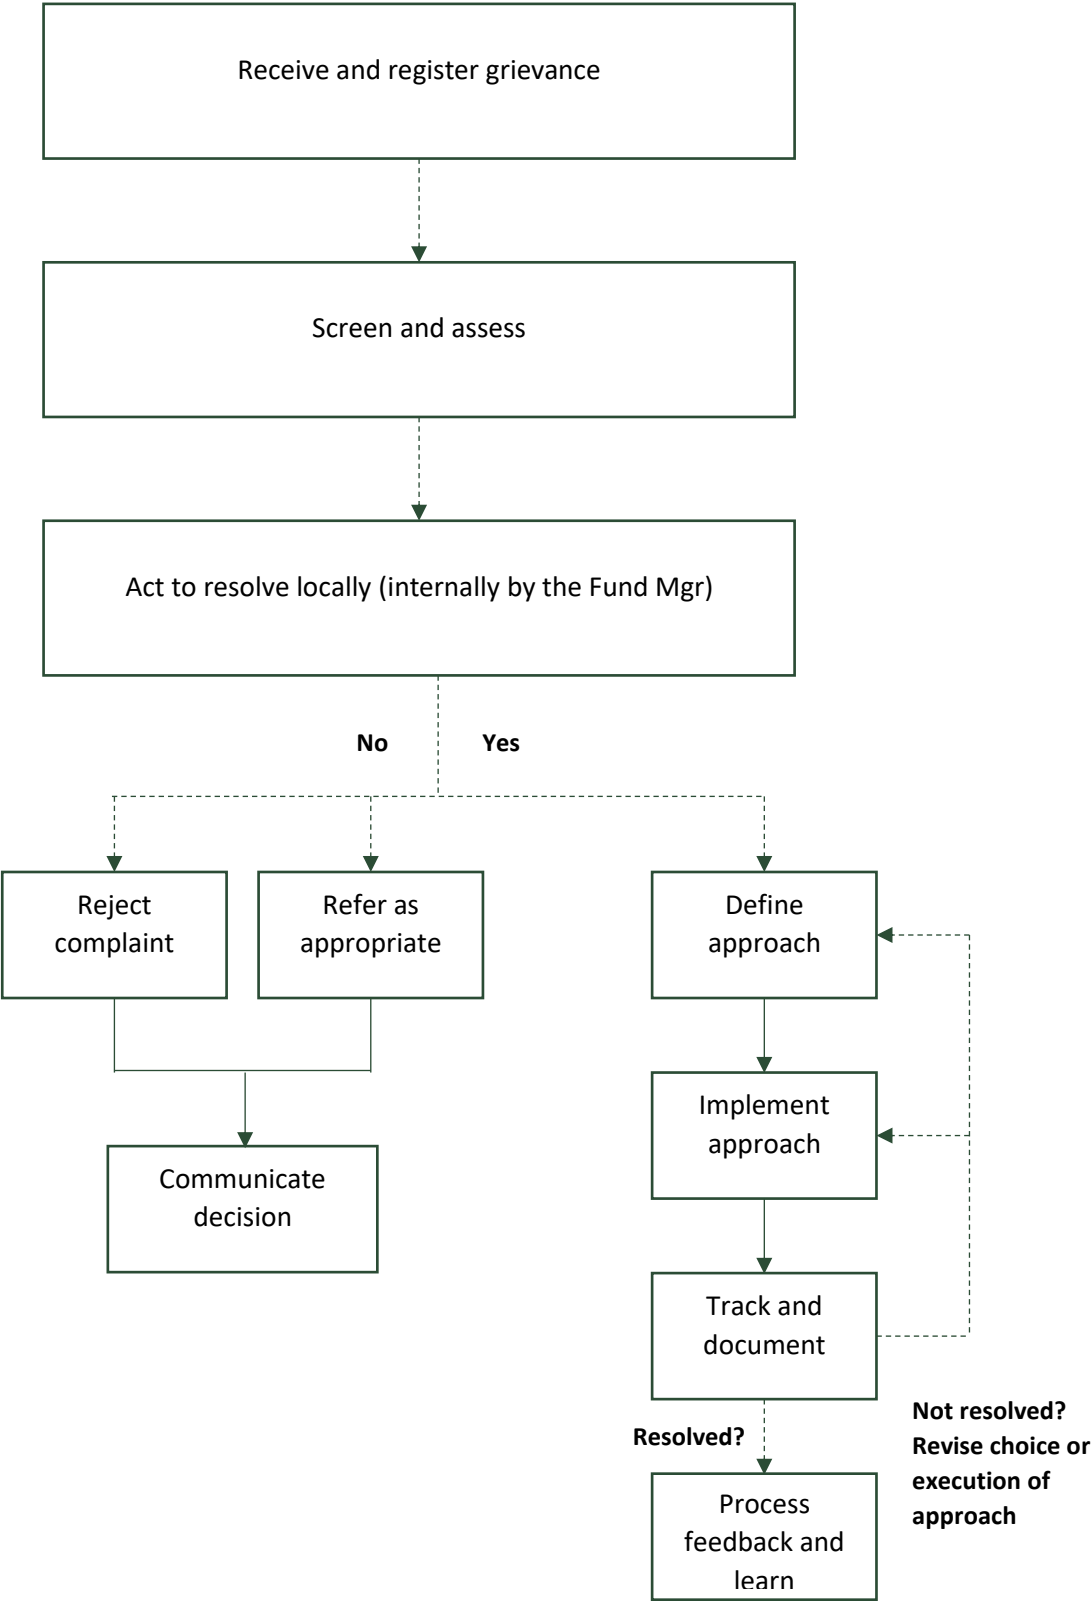 Receive and register grievance
Screen and assess
Act to resolve locally (internally by the Fund Mgr)
No
Yes
Reject
complaint
Refer as
appropriate
Define
approach
Implement
approach
Communicate
decision
Track and
document
Resolved?
Not resolved?
Revise choice or
execution of
approach
Process
feedback and
learn